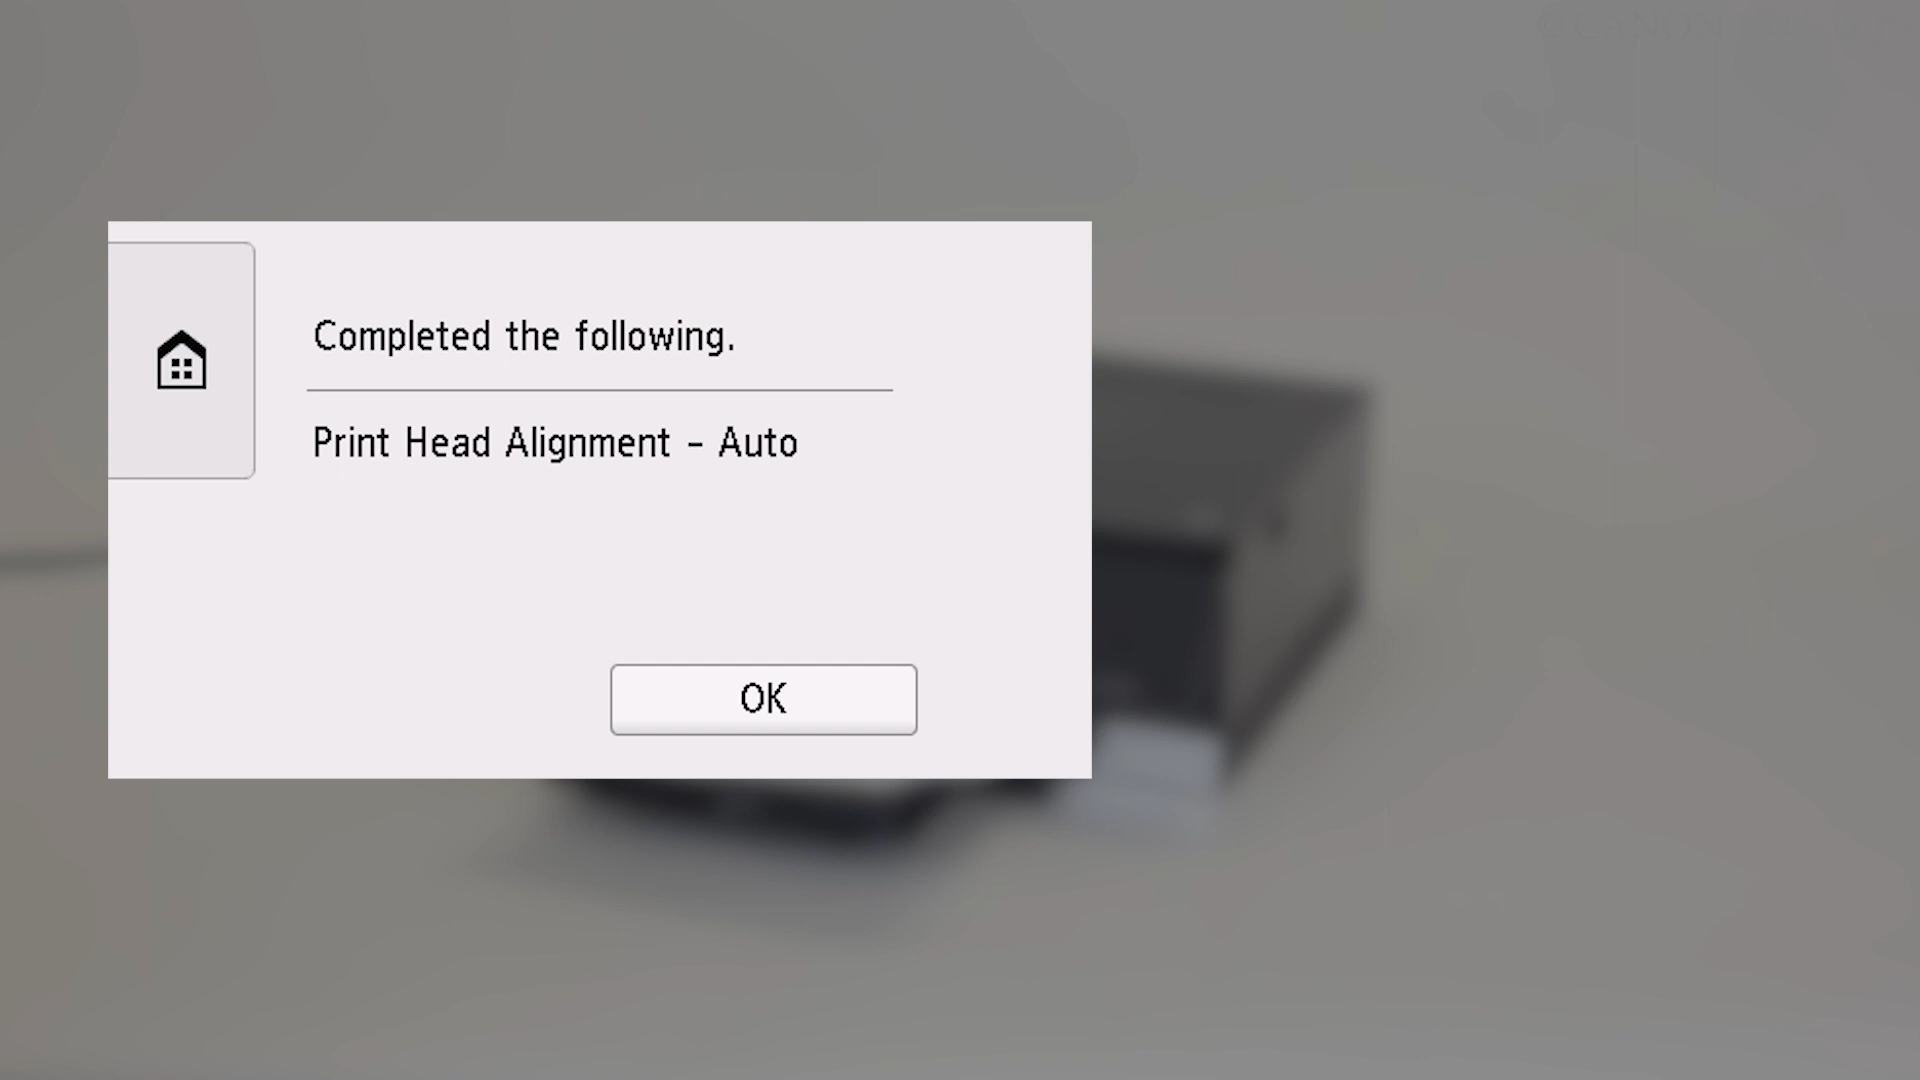 Completed the following.
Print Head Alignment - Auto
OK